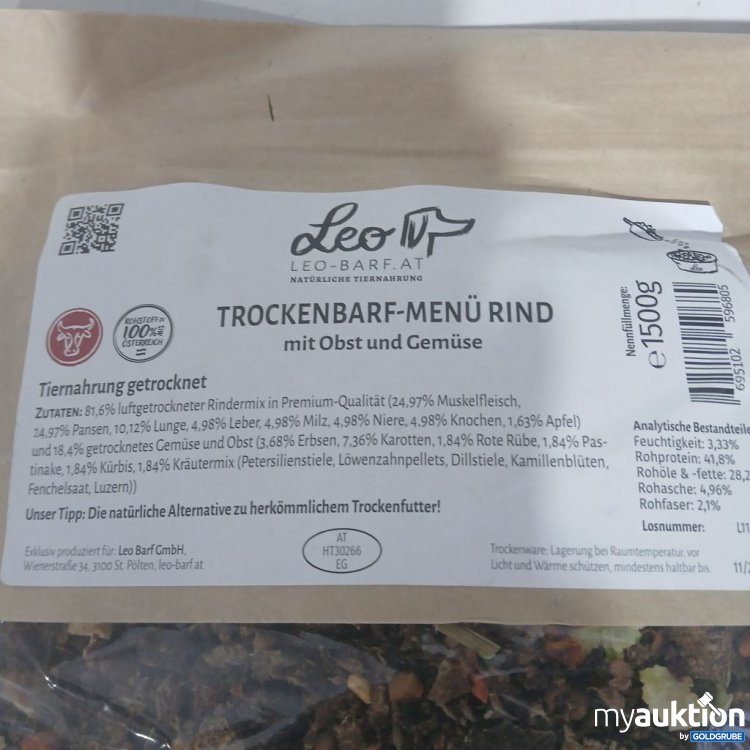 Leo
LEO-BARF.AT
NATÜRLICHE TIERNAHRUNG
TROCKENBARF-MENÜ RIND
mit Obst und Gemüse
ROHSTOFF
100%
ÖSTERREICH
Tiernahrung getrocknet
ZUTATEN: 81,6% luftgetrockneter Rindermix in Premium-Qualität (24,97% Muskelfleisch,
24,97% Pansen, 10,12% Lunge, 4,98% Leber, 4,98% Milz, 4,98% Niere, 4,98% Knochen, 1,63% Apfel)
und 18,4% getrocknetes Gemüse und Obst (3,68% Erbsen, 7,36% Karotten, 1,84% Rote Rübe, 1,84% Pas-
tinake, 1,84% Kürbis, 1,84% Kräutermix (Petersilienstiele, Löwenzahnpellets, Dillstiele, Kamillenblüten,
Fenchelsaat, Luzern))
Unser Tipp: Die natürliche Alternative zu herkömmlichem Trockenfutter!
Exklusiv produziert für: Leo Barf GmbH,
Wienerstraße 34, 3100 St. Pölten, leo-barf.at
AT
HT30266
EG
Trockenware: Lagerung bei Raumtemperatur, vor
Licht und Wärme schützen, mindestens haltbar bis:
11/2
Nennfüllmenge:
e 1500g
695102 596805
Leo
Analytische Bestandteile
Feuchtigkeit: 3,33%
Rohprotein: 41,8%
Rohöle & -fette: 28,2
Rohasche: 4,96%
Rohfaser: 2,1%
Losnummer: L11
myauktion
by GOLDGRUBE